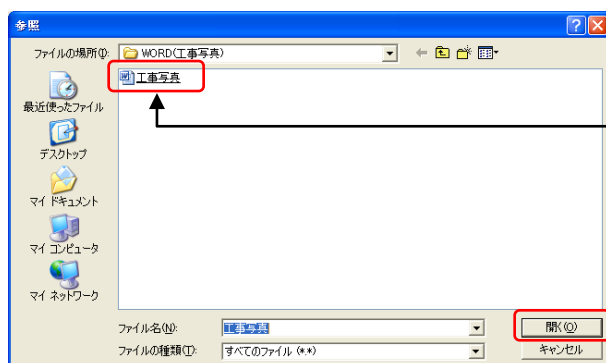 参照
ファイルの場所(I):
WORD(工事写真)
工事写真
最近使ったファイル
デスクトップ
マイ ドキュメント
マイ コンピュータ
マイ ネットワーク
ファイル名(N):
工事写真
開く(O)
ファイルの種類(T):
すべてのファイル (*.*)
キャンセル